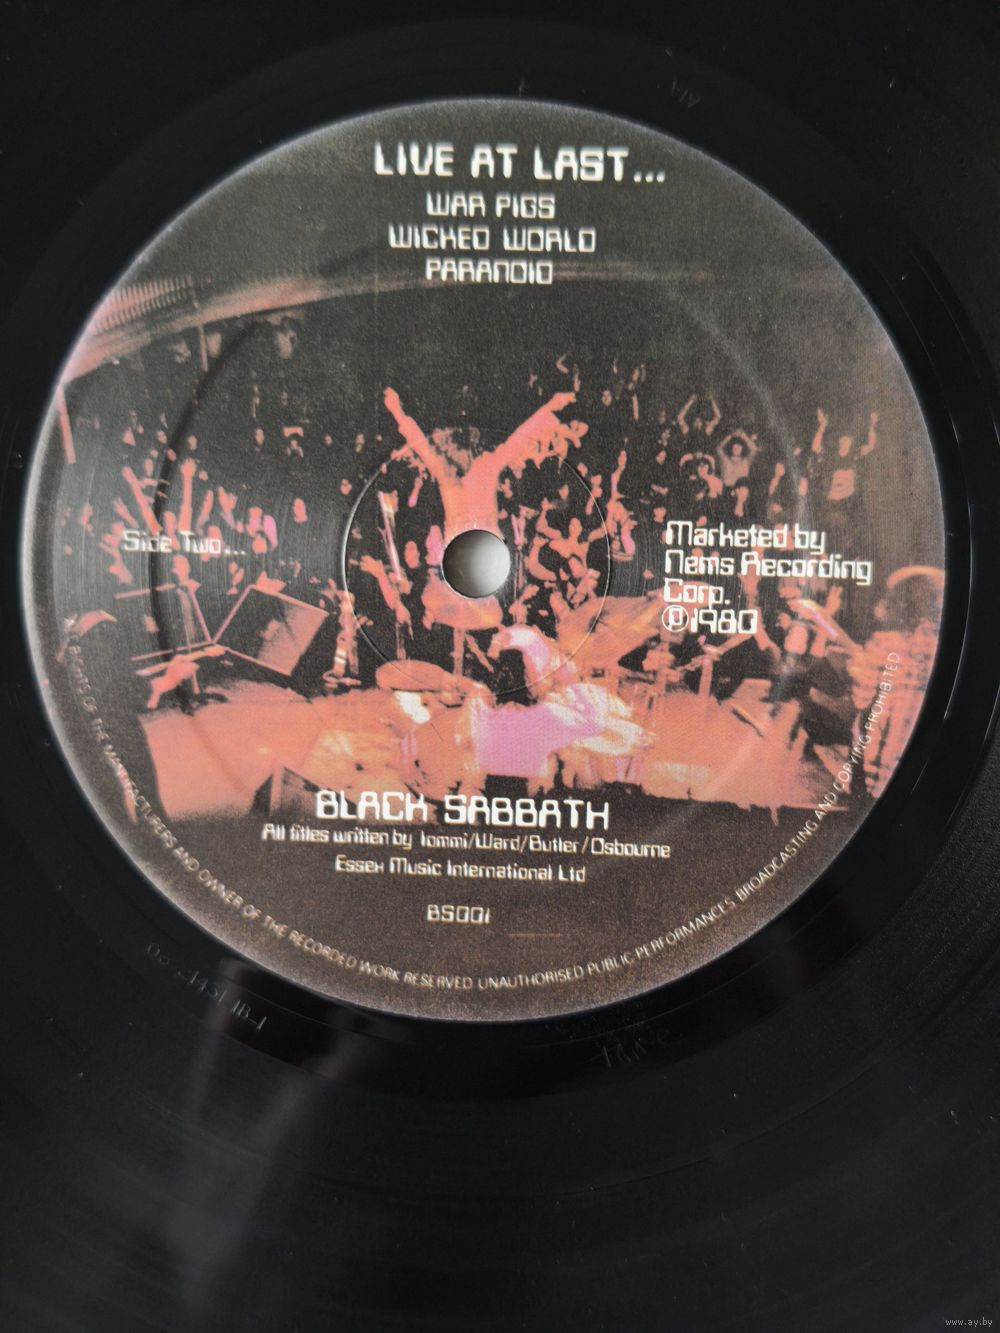 LIVE AT LAST...
WAR PIGS
WICKED WORLD
PARANOID
Side Two...
Marketed by
Nems Recording
Corp.
℗1980
BLACK SABBATH
All titles written by Iommi/Ward/Butler/Osbourne
Essex Music International Ltd
BS001
RIGHTS OF THE MANUFACTURERS AND OWNER OF THE RECORDED WORK RESERVED UNAUTHORISED PUBLIC PERFORMANCES BROADCASTING AND COPYING PROHIBITED
www.ay.by